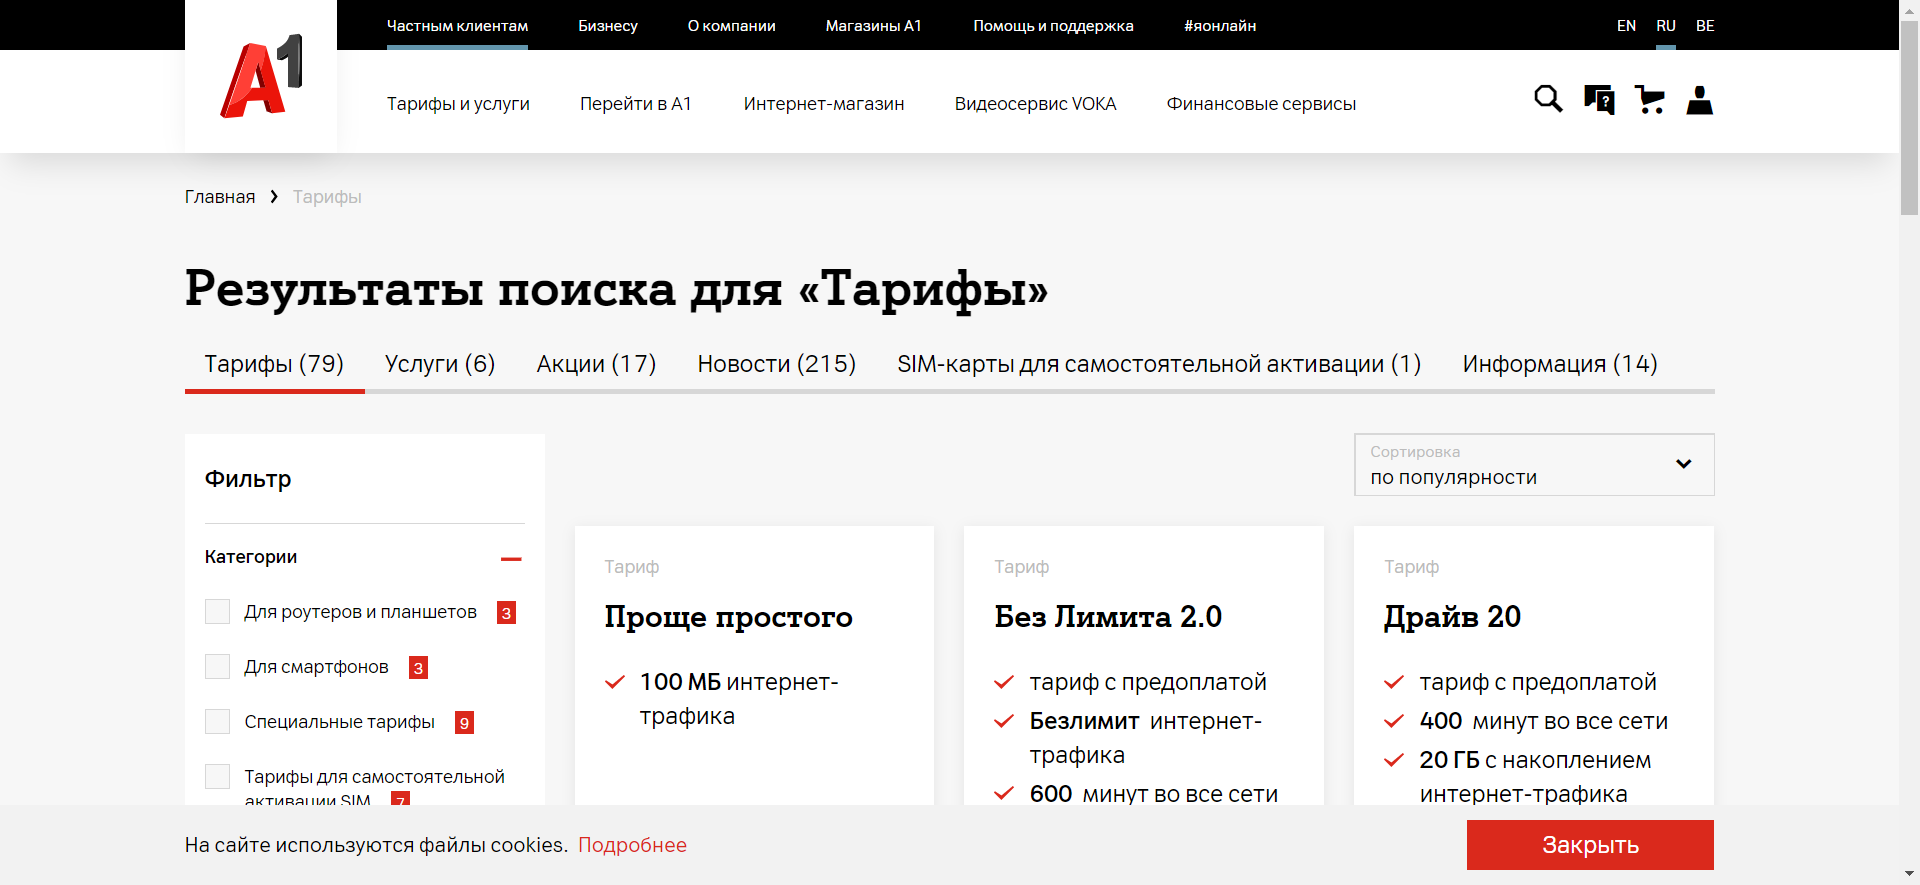 Частным клиентам Бизнесу О компании Магазины А1 Помощь и поддержка #яонлайн EN RU BE
A1
Тарифы и услуги Перейти в А1 Интернет-магазин Видеосервис VOKA Финансовые сервисы
?
Главная Тарифы
Результаты поиска для «Тарифы»
Тарифы (79) Услуги (6) Акции (17) Новости (215) SIM-карты для самостоятельной активации (1) Информация (14)
Сортировка
по популярности
Фильтр
Категории
Для роутеров и планшетов 3
Для смартфонов 3
Специальные тарифы 9
Тарифы для самостоятельной
активации SIM 7
Тариф
Проще простого
100 МБ интернет-
трафика
Тариф
Без Лимита 2.0
тариф с предоплатой
Безлимит интернет-
трафика
600 минут во все сети
Тариф
Драйв 20
тариф с предоплатой
400 минут во все сети
20 ГБ с накоплением
интернет-трафика
На сайте используются файлы cookies. Подробнее
Закрыть